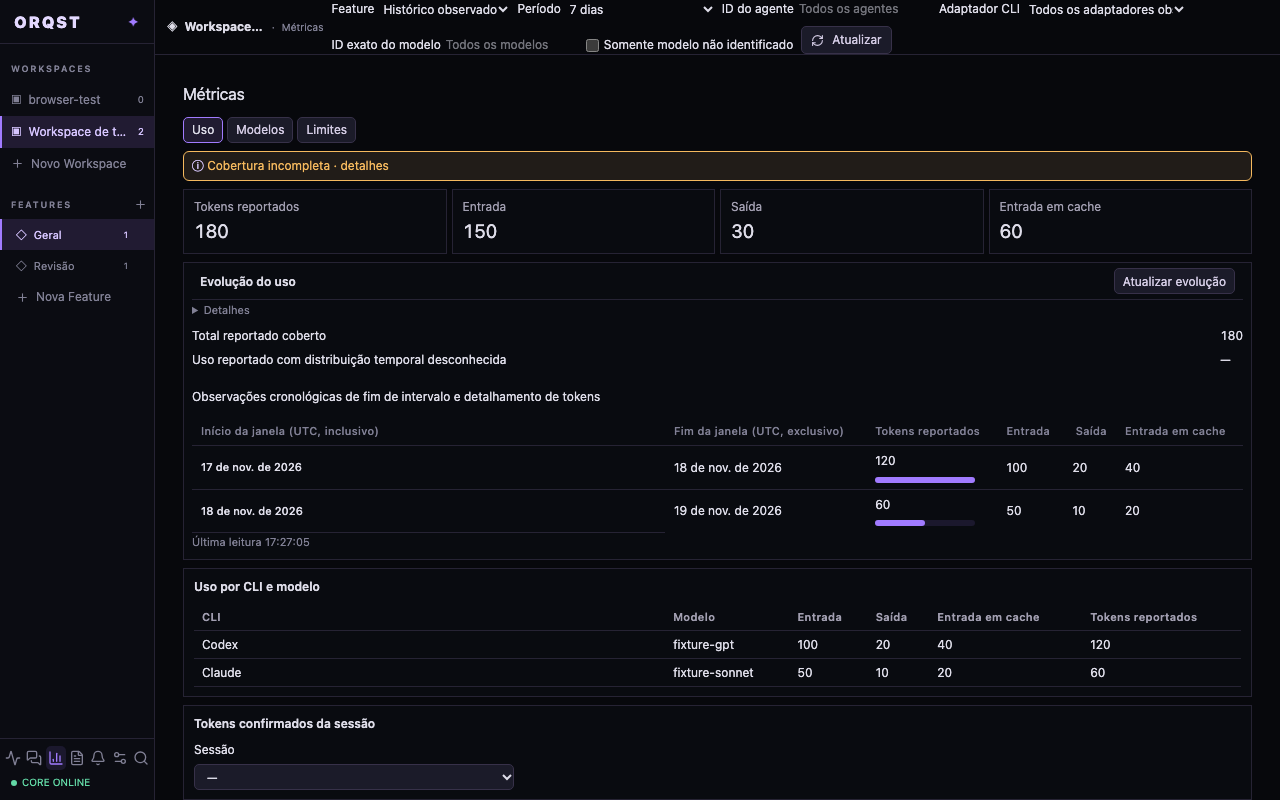 ORQST
WORKSPACES
browser-test 0
Workspace de t... 2
Novo Workspace
FEATURES
Geral 1
Revisão 1
Nova Feature
CORE ONLINE
Workspace... · Métricas
Feature Histórico observado Período 7 dias ID do agente Todos os agentes Adaptador CLI Todos os adaptadores ob
ID exato do modelo Todos os modelos Somente modelo não identificado Atualizar
Métricas
Uso Modelos Limites
Cobertura incompleta · detalhes
Tokens reportados Entrada Saída Entrada em cache
180 150 30 60
Evolução do uso Atualizar evolução
Detalhes
Total reportado coberto 180
Uso reportado com distribuição temporal desconhecida —
Observações cronológicas de fim de intervalo e detalhamento de tokens
Início da janela (UTC, inclusivo) Fim da janela (UTC, exclusivo) Tokens reportados Entrada Saída Entrada em cache
17 de nov. de 2026 18 de nov. de 2026 120 100 20 40
18 de nov. de 2026 19 de nov. de 2026 60 50 10 20
Última leitura 17:27:05
Uso por CLI e modelo
CLI Modelo Entrada Saída Entrada em cache Tokens reportados
Codex fixture-gpt 100 20 40 120
Claude fixture-sonnet 50 10 20 60
Tokens confirmados da sessão
Sessão
—